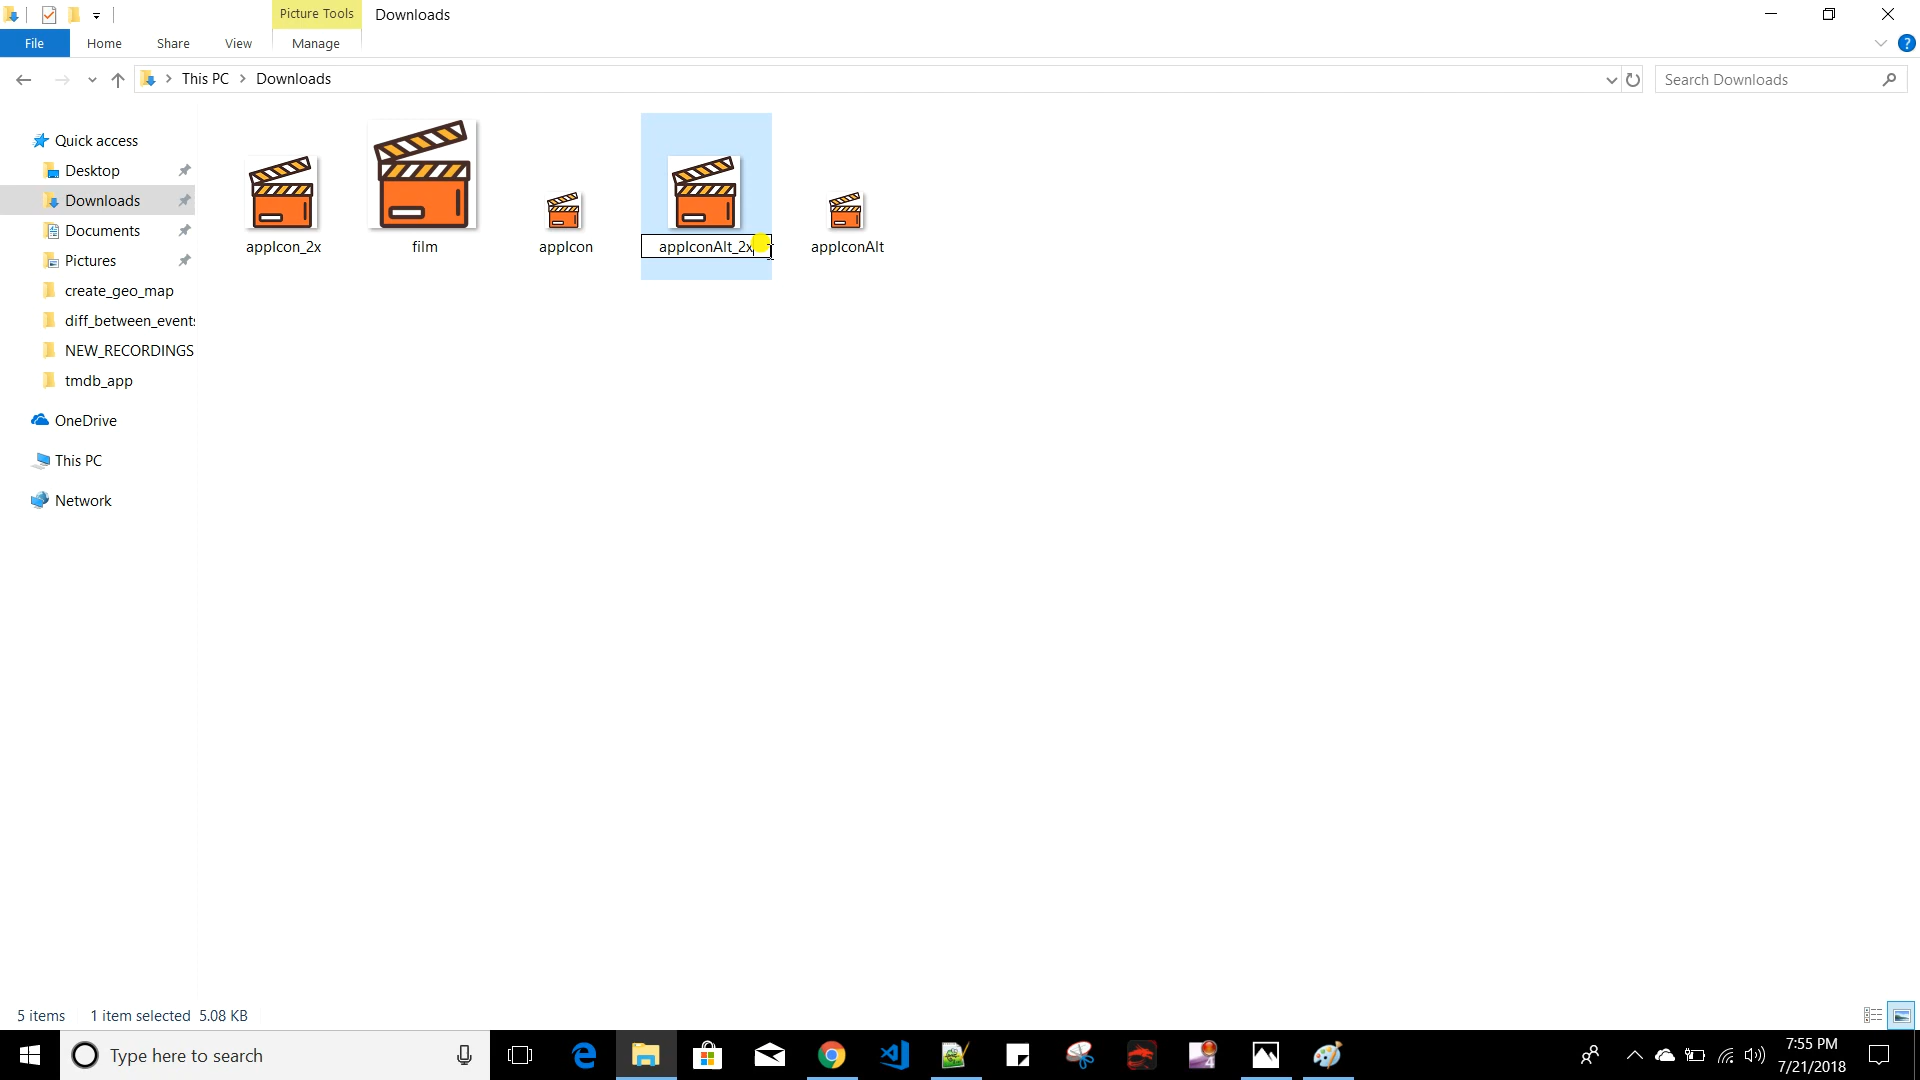 Picture Tools
Downloads
File
Home
Share
View
Manage
This PC
Downloads
Search Downloads
Quick access
Desktop
Downloads
Documents
Pictures
create_geo_map
diff_between_events
NEW_RECORDINGS
tmdb_app
OneDrive
This PC
Network
appIcon_2x
film
appIcon
appIconAlt_2x
appIconAlt
5 items
1 item selected 5.08 KB
Type here to search
7:55 PM
7/21/2018